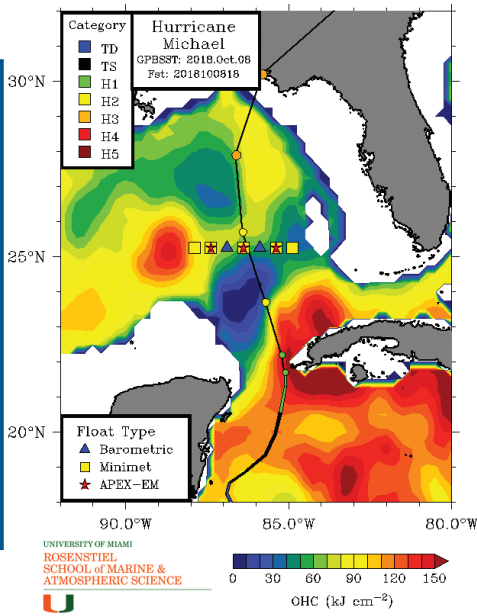 Category
TD
TS
H1
H2
H3
H4
H5
Hurricane
Michael
GPBSST: 2018.Oct.08
Fst: 2018100818
30°N
25°N
20°N
Float Type
Barometric
Minimet
APEX-EM
90.0°W
85.0°W
80.0°W
UNIVERSITY OF MIAMI
ROSENSTIEL
SCHOOL of MARINE &
ATMOSPHERIC SCIENCE
U
0 30 60 90 120 150
OHC (kJ cm⁻²)